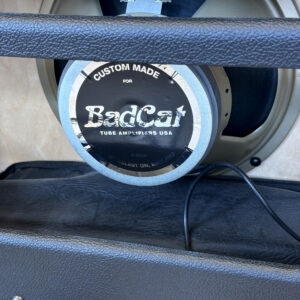 CUSTOM MADE
FOR
BadCat
TUBE AMPLIFIERS USA